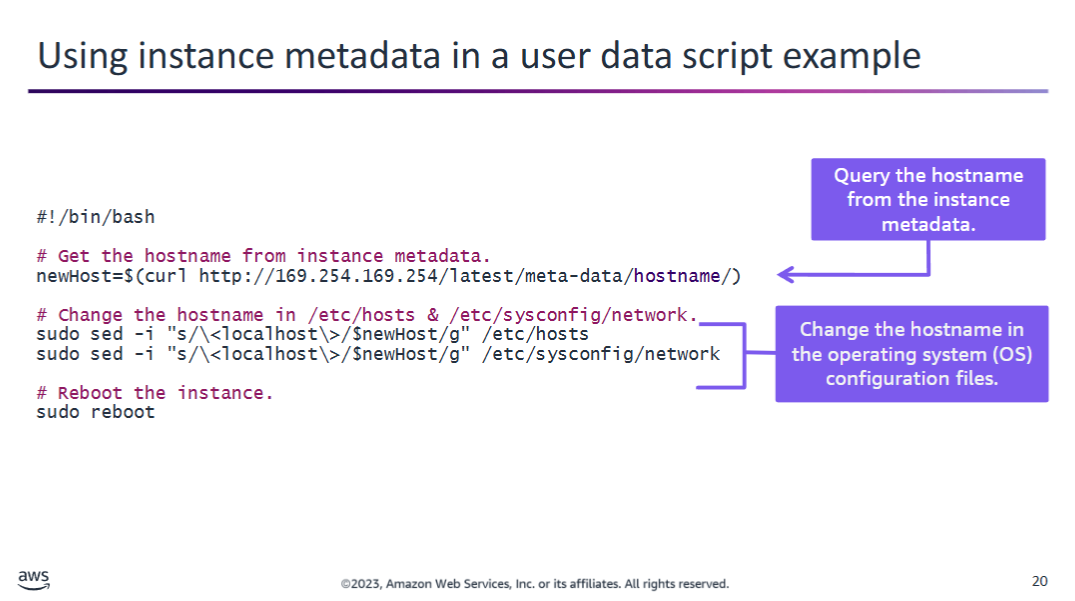 Using instance metadata in a user data script example
Query the hostname
from the instance
metadata.
#!/bin/bash
# Get the hostname from instance metadata.
newHost=$(curl http://169.254.169.254/latest/meta-data/hostname/)
# Change the hostname in /etc/hosts & /etc/sysconfig/network.
sudo sed -i "s/\<localhost\>/$newHost/g" /etc/hosts
sudo sed -i "s/\<localhost\>/$newHost/g" /etc/sysconfig/network
Change the hostname in
the operating system (OS)
configuration files.
# Reboot the instance.
sudo reboot
aws
©2023, Amazon Web Services, Inc. or its affiliates. All rights reserved.
20